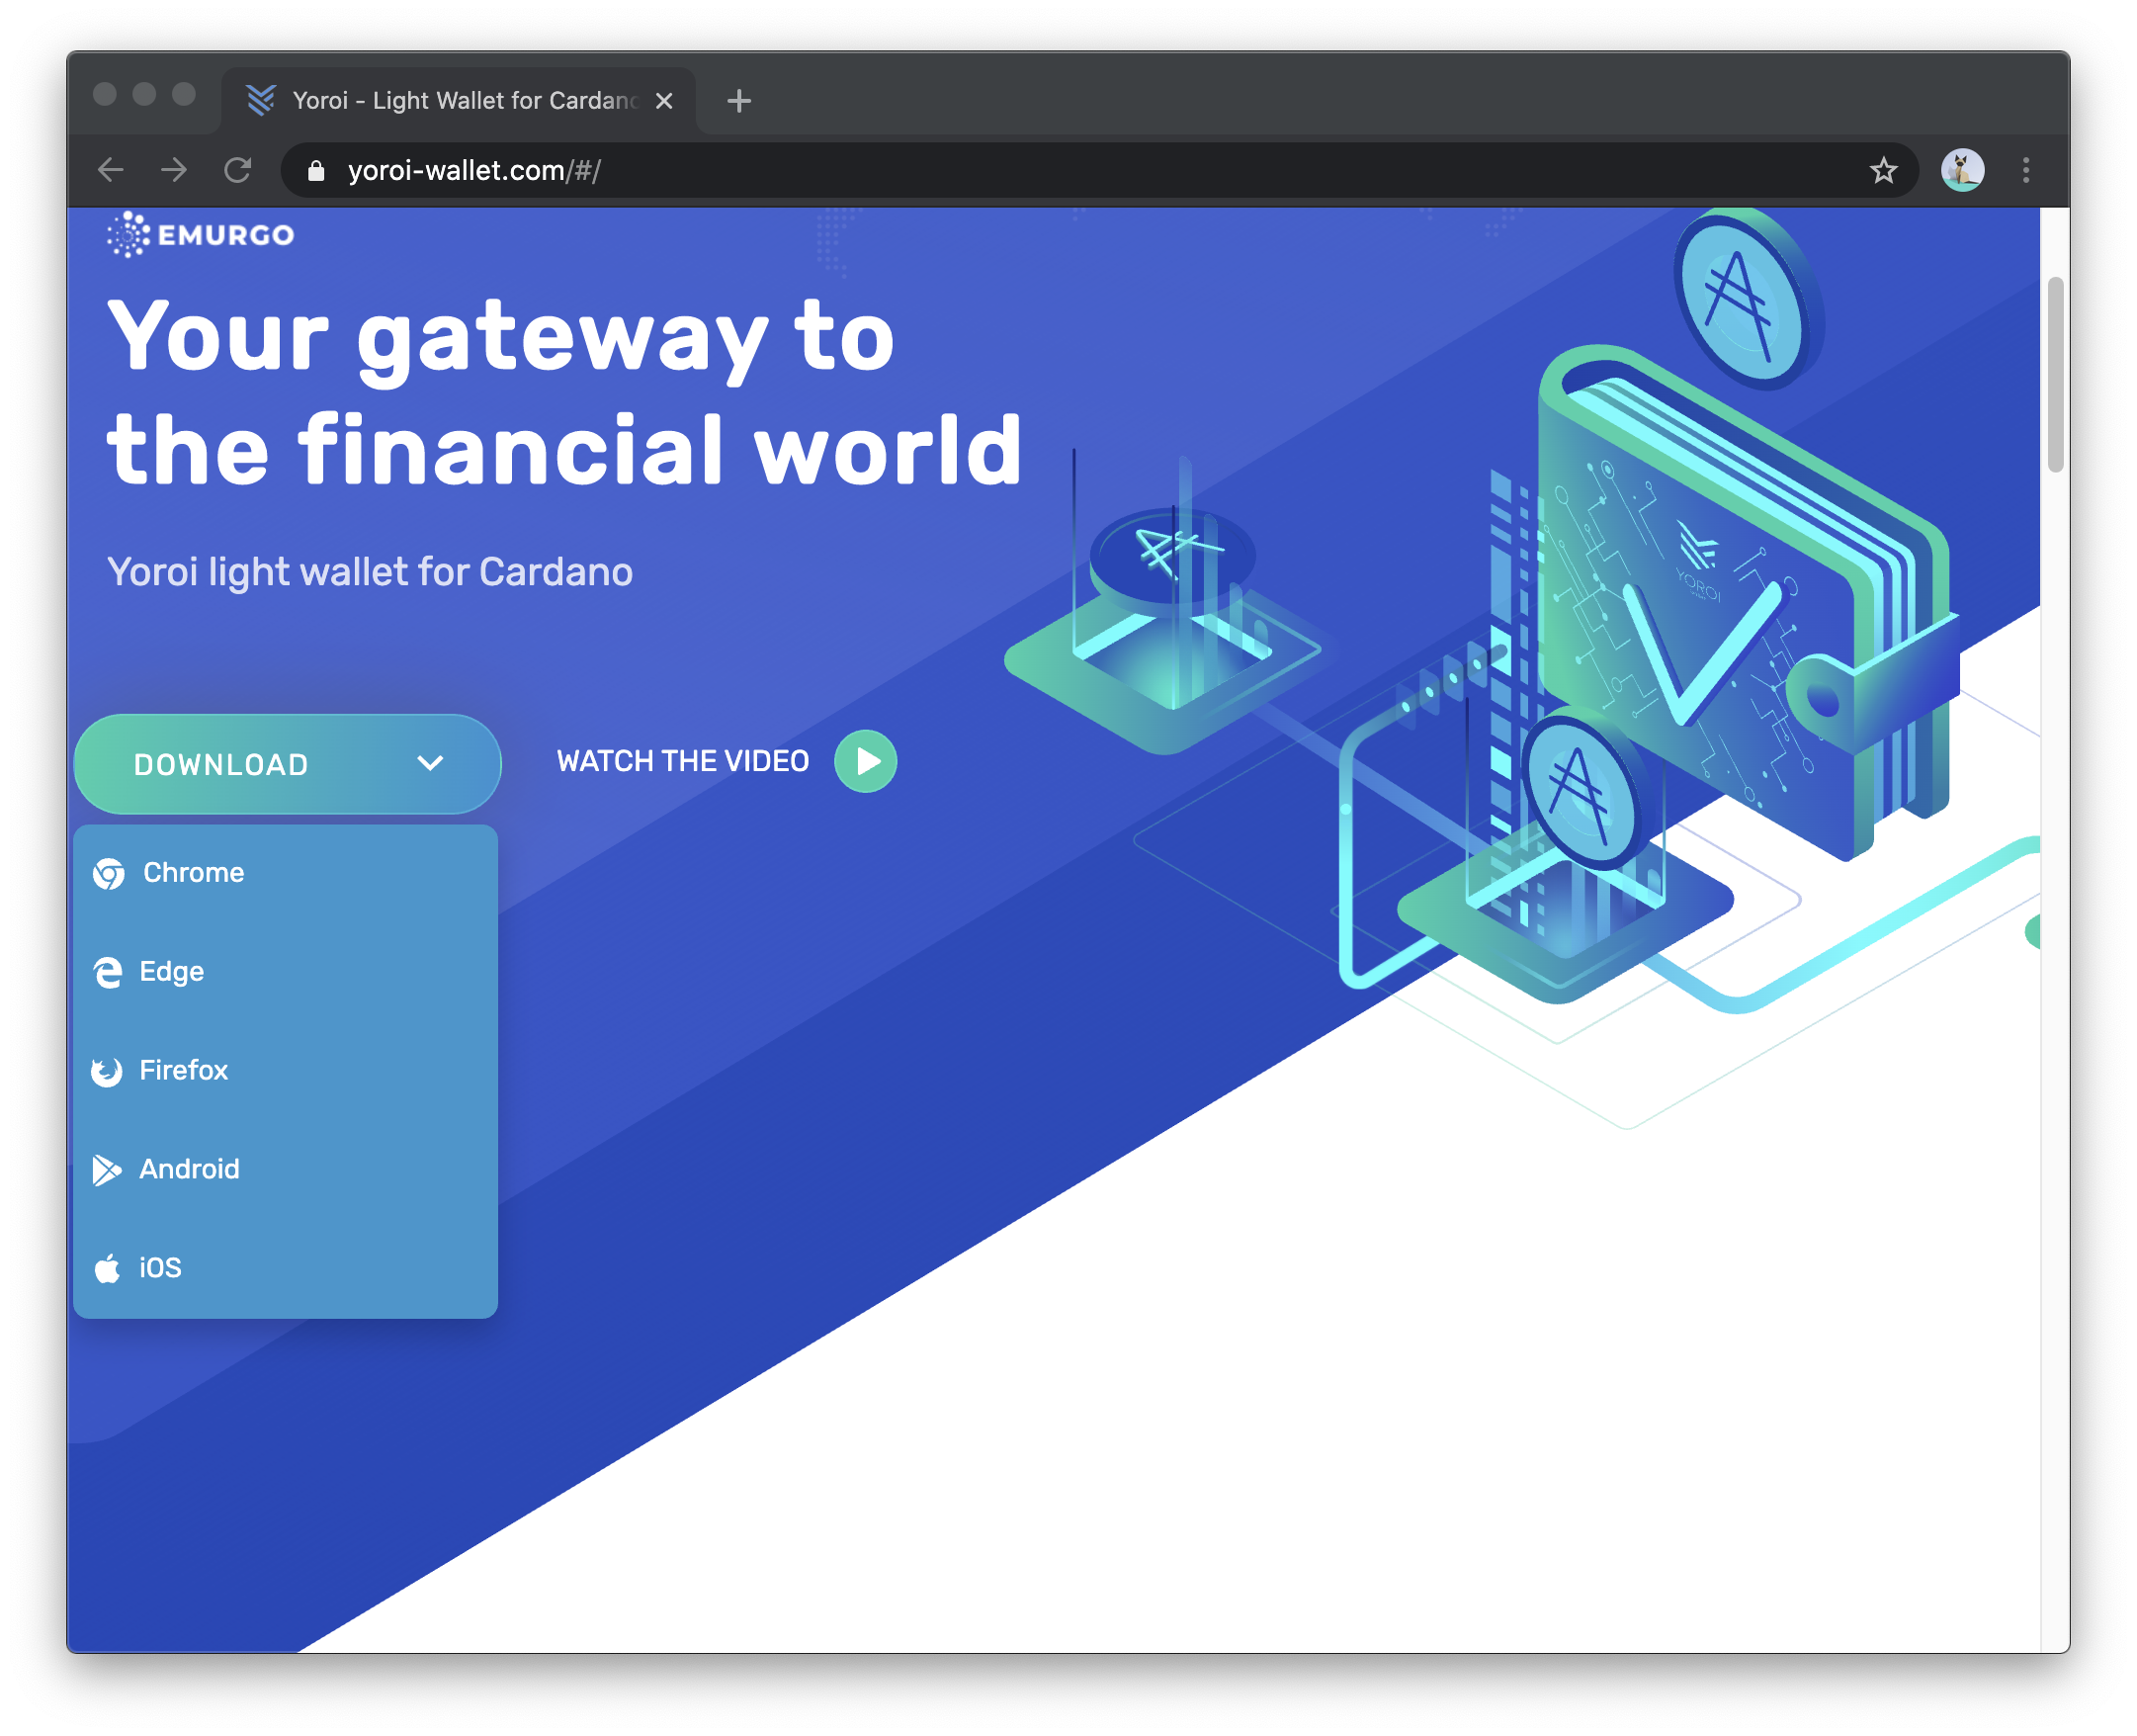 Yoroi - Light Wallet for Cardano
yoroi-wallet.com/#/
EMURGO
Your gateway to
the financial world
Yoroi light wallet for Cardano
YOROI
DOWNLOAD
WATCH THE VIDEO
Chrome
Edge
Firefox
Android
iOS